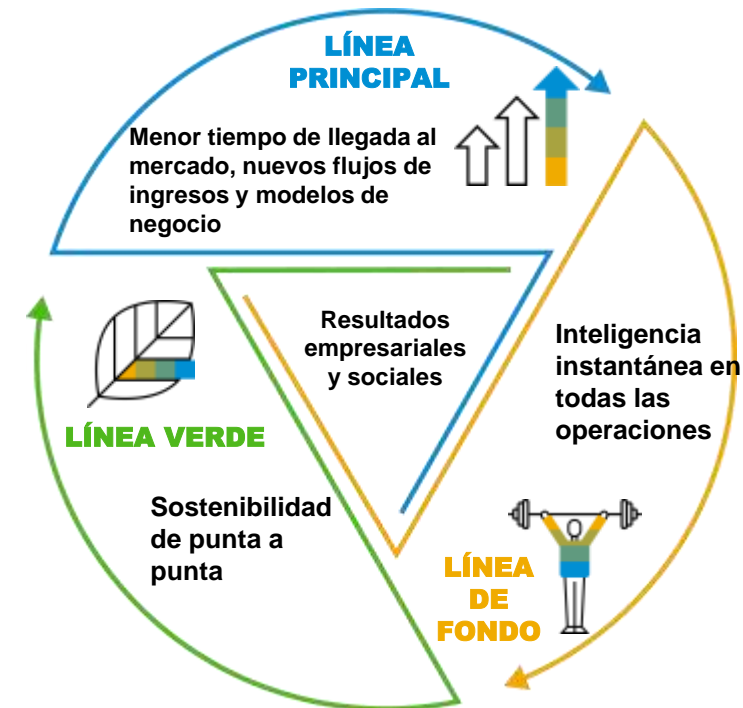 LÍNEA
PRINCIPAL
Menor tiempo de llegada al
mercado, nuevos flujos de
ingresos y modelos de
negocio
Resultados
empresariales
y sociales
Inteligencia
instantánea en
todas las
operaciones
LÍNEA VERDE
Sostenibilidad
de punta a
punta
LÍNEA
DE
FONDO